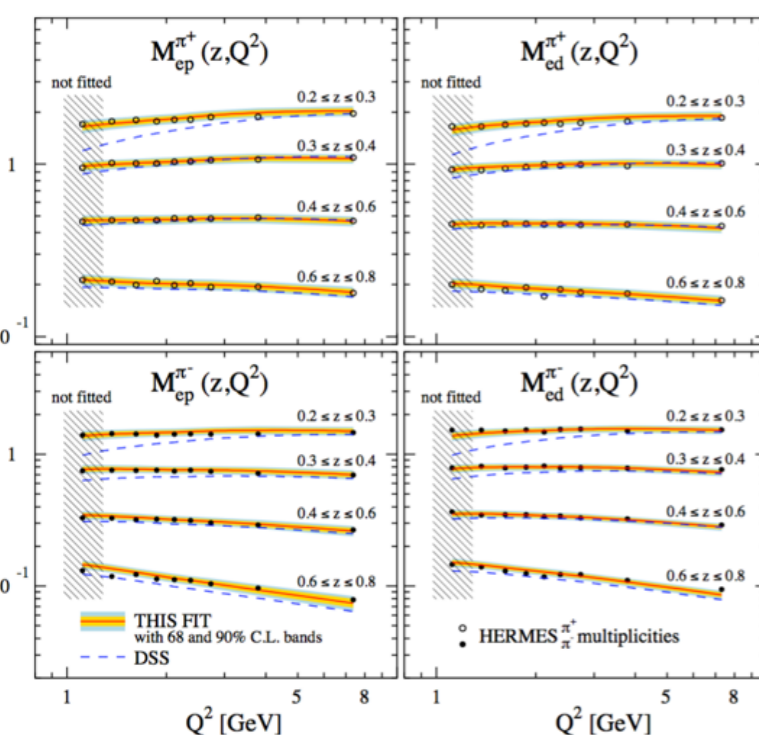 M_ep^π+ (z,Q²)
not fitted
0.2 ≤ z ≤ 0.3
0.3 ≤ z ≤ 0.4
0.4 ≤ z ≤ 0.6
0.6 ≤ z ≤ 0.8
1
0 -1
M_ed^π+ (z,Q²)
not fitted
0.2 ≤ z ≤ 0.3
0.3 ≤ z ≤ 0.4
0.4 ≤ z ≤ 0.6
0.6 ≤ z ≤ 0.8
M_ep^π- (z,Q²)
not fitted
0.2 ≤ z ≤ 0.3
0.3 ≤ z ≤ 0.4
0.4 ≤ z ≤ 0.6
0.6 ≤ z ≤ 0.8
1
0 -1
THIS FIT
with 68 and 90% C.L. bands
DSS
1 5 8
Q² [GeV]
M_ed^π- (z,Q²)
not fitted
0.2 ≤ z ≤ 0.3
0.3 ≤ z ≤ 0.4
0.4 ≤ z ≤ 0.6
0.6 ≤ z ≤ 0.8
HERMES π+ π- multiplicities
1 5 8
Q² [GeV]